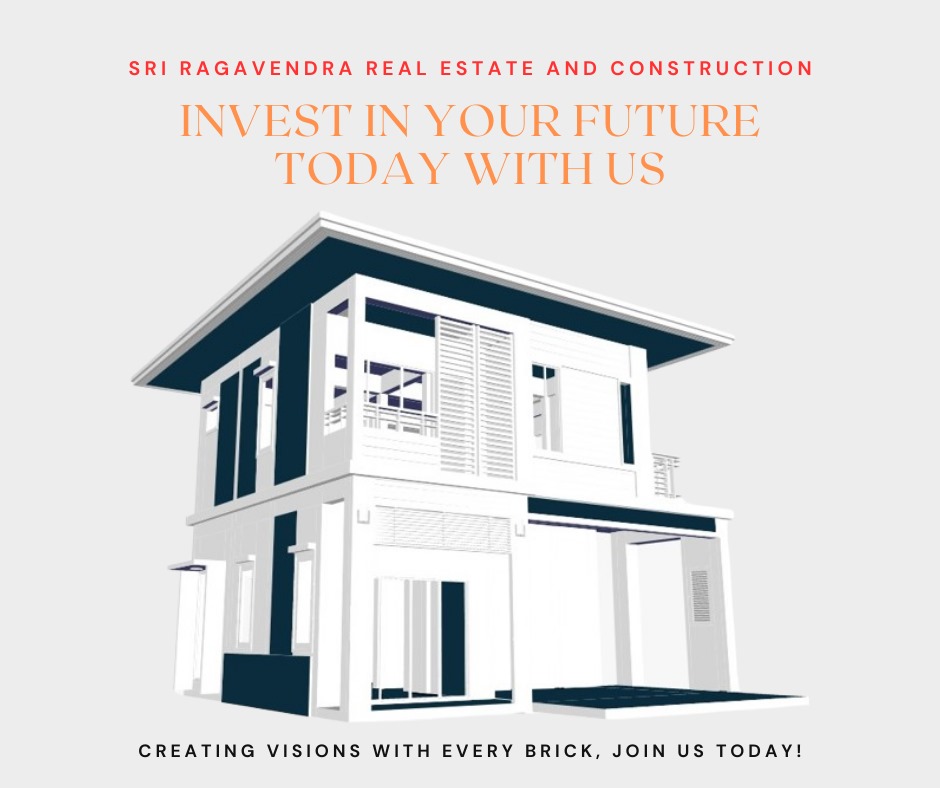 SRI RAGAVENDRA REAL ESTATE AND CONSTRUCTION
INVEST IN YOUR FUTURE
TODAY WITH US
CREATING VISIONS WITH EVERY BRICK, JOIN US TODAY!